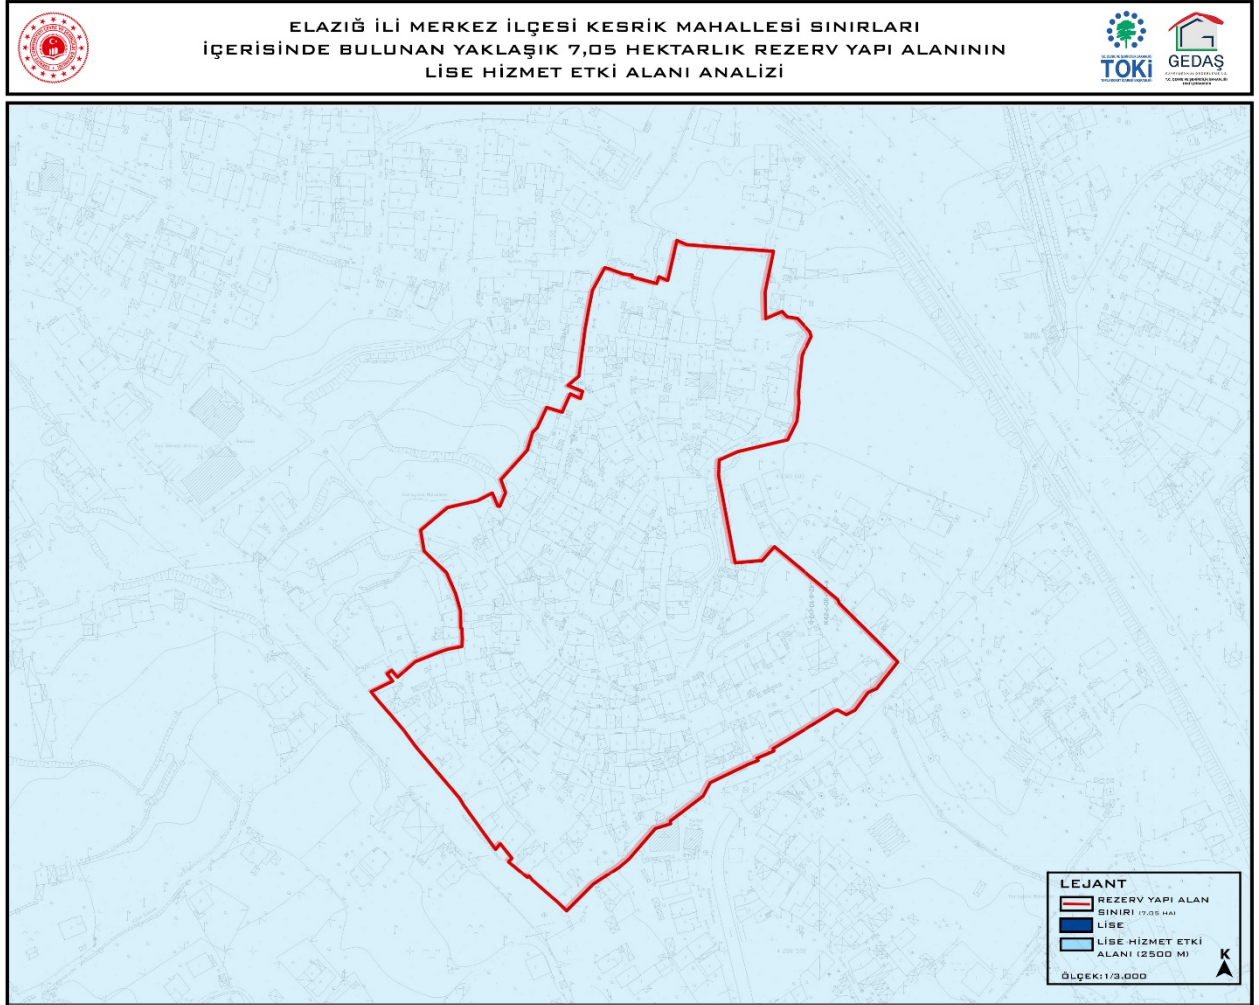 ELAZIĞ İLİ MERKEZ İLÇESİ KESRİK MAHALLESİ SINIRLARI
İÇERİSİNDE BULUNAN YAKLAŞIK 7,05 HEKTARLIK REZERV YAPI ALANININ
LİSE HİZMET ETKİ ALANI ANALİZİ
TOKİ
GEDAŞ
LEJANT
REZERV YAPI ALAN
SINIRI (7.05 HA)
LİSE
LİSE HİZMET ETKİ
ALANI (2500 M)
K
ÖLÇEK:1/3.000